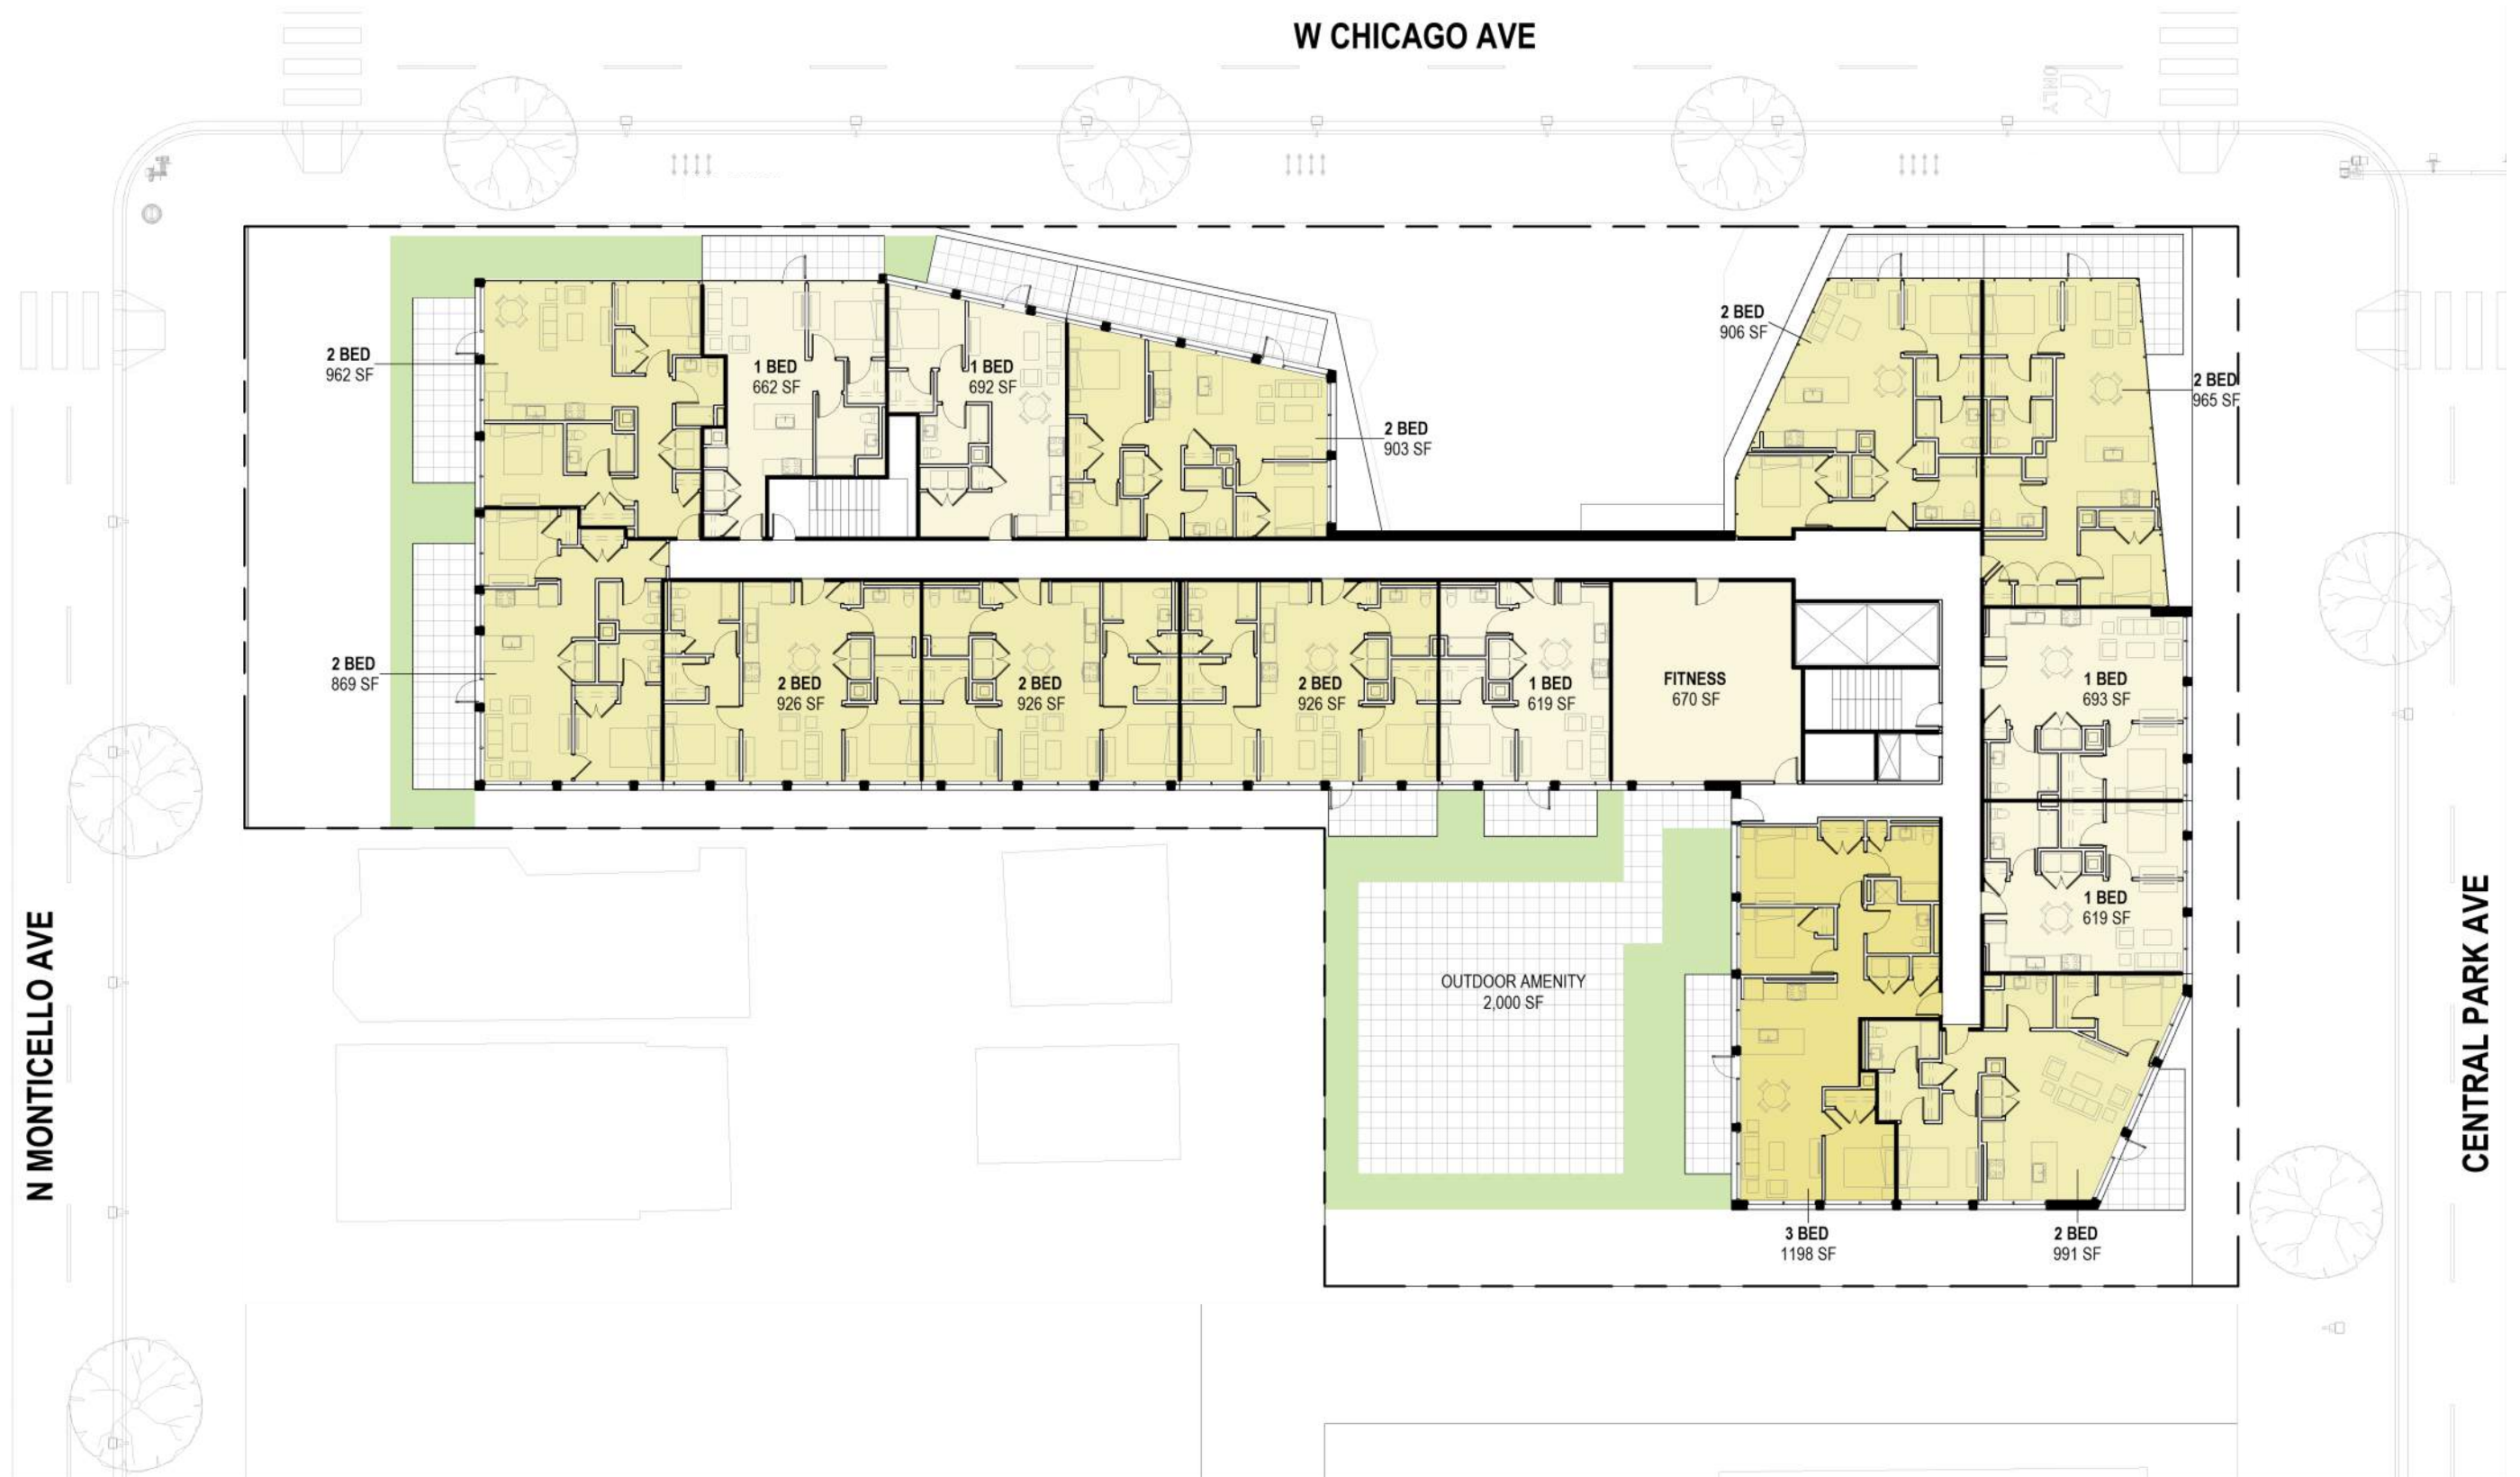 W CHICAGO AVE
ONLY
2 BED
962 SF
1 BED
662 SF
1 BED
692 SF
2 BED
903 SF
2 BED
906 SF
2 BED
965 SF
2 BED
869 SF
2 BED
926 SF
2 BED
926 SF
2 BED
926 SF
1 BED
619 SF
FITNESS
670 SF
1 BED
693 SF
1 BED
619 SF
OUTDOOR AMENITY
2,000 SF
3 BED
1198 SF
2 BED
991 SF
N MONTICELLO AVE
CENTRAL PARK AVE